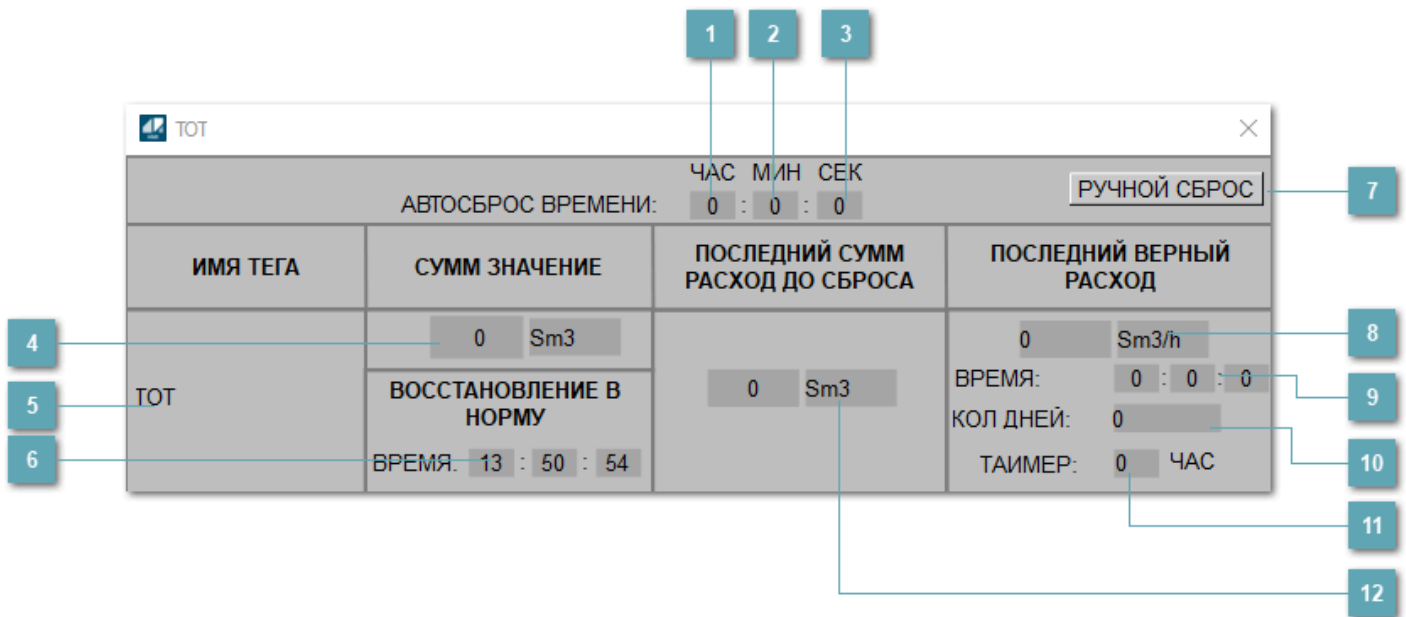 1 2 3
ТОТ
ЧАС МИН СЕК
АВТОСБРОС ВРЕМЕНИ: 0 : 0 : 0
РУЧНОЙ СБРОС
7
ИМЯ ТЕГА
СУММ ЗНАЧЕНИЕ
ПОСЛЕДНИЙ СУММ
РАСХОД ДО СБРОСА
ПОСЛЕДНИЙ ВЕРНЫЙ
РАСХОД
4
0 Sm3
5
ТОТ
ВОССТАНОВЛЕНИЕ В
НОРМУ
6
ВРЕМЯ: 13 : 50 : 54
0 Sm3
0 Sm3/h
8
ВРЕМЯ: 0 : 0 : 0
9
КОЛ ДНЕЙ: 0
10
ТАИМЕР: 0 ЧАС
11
12